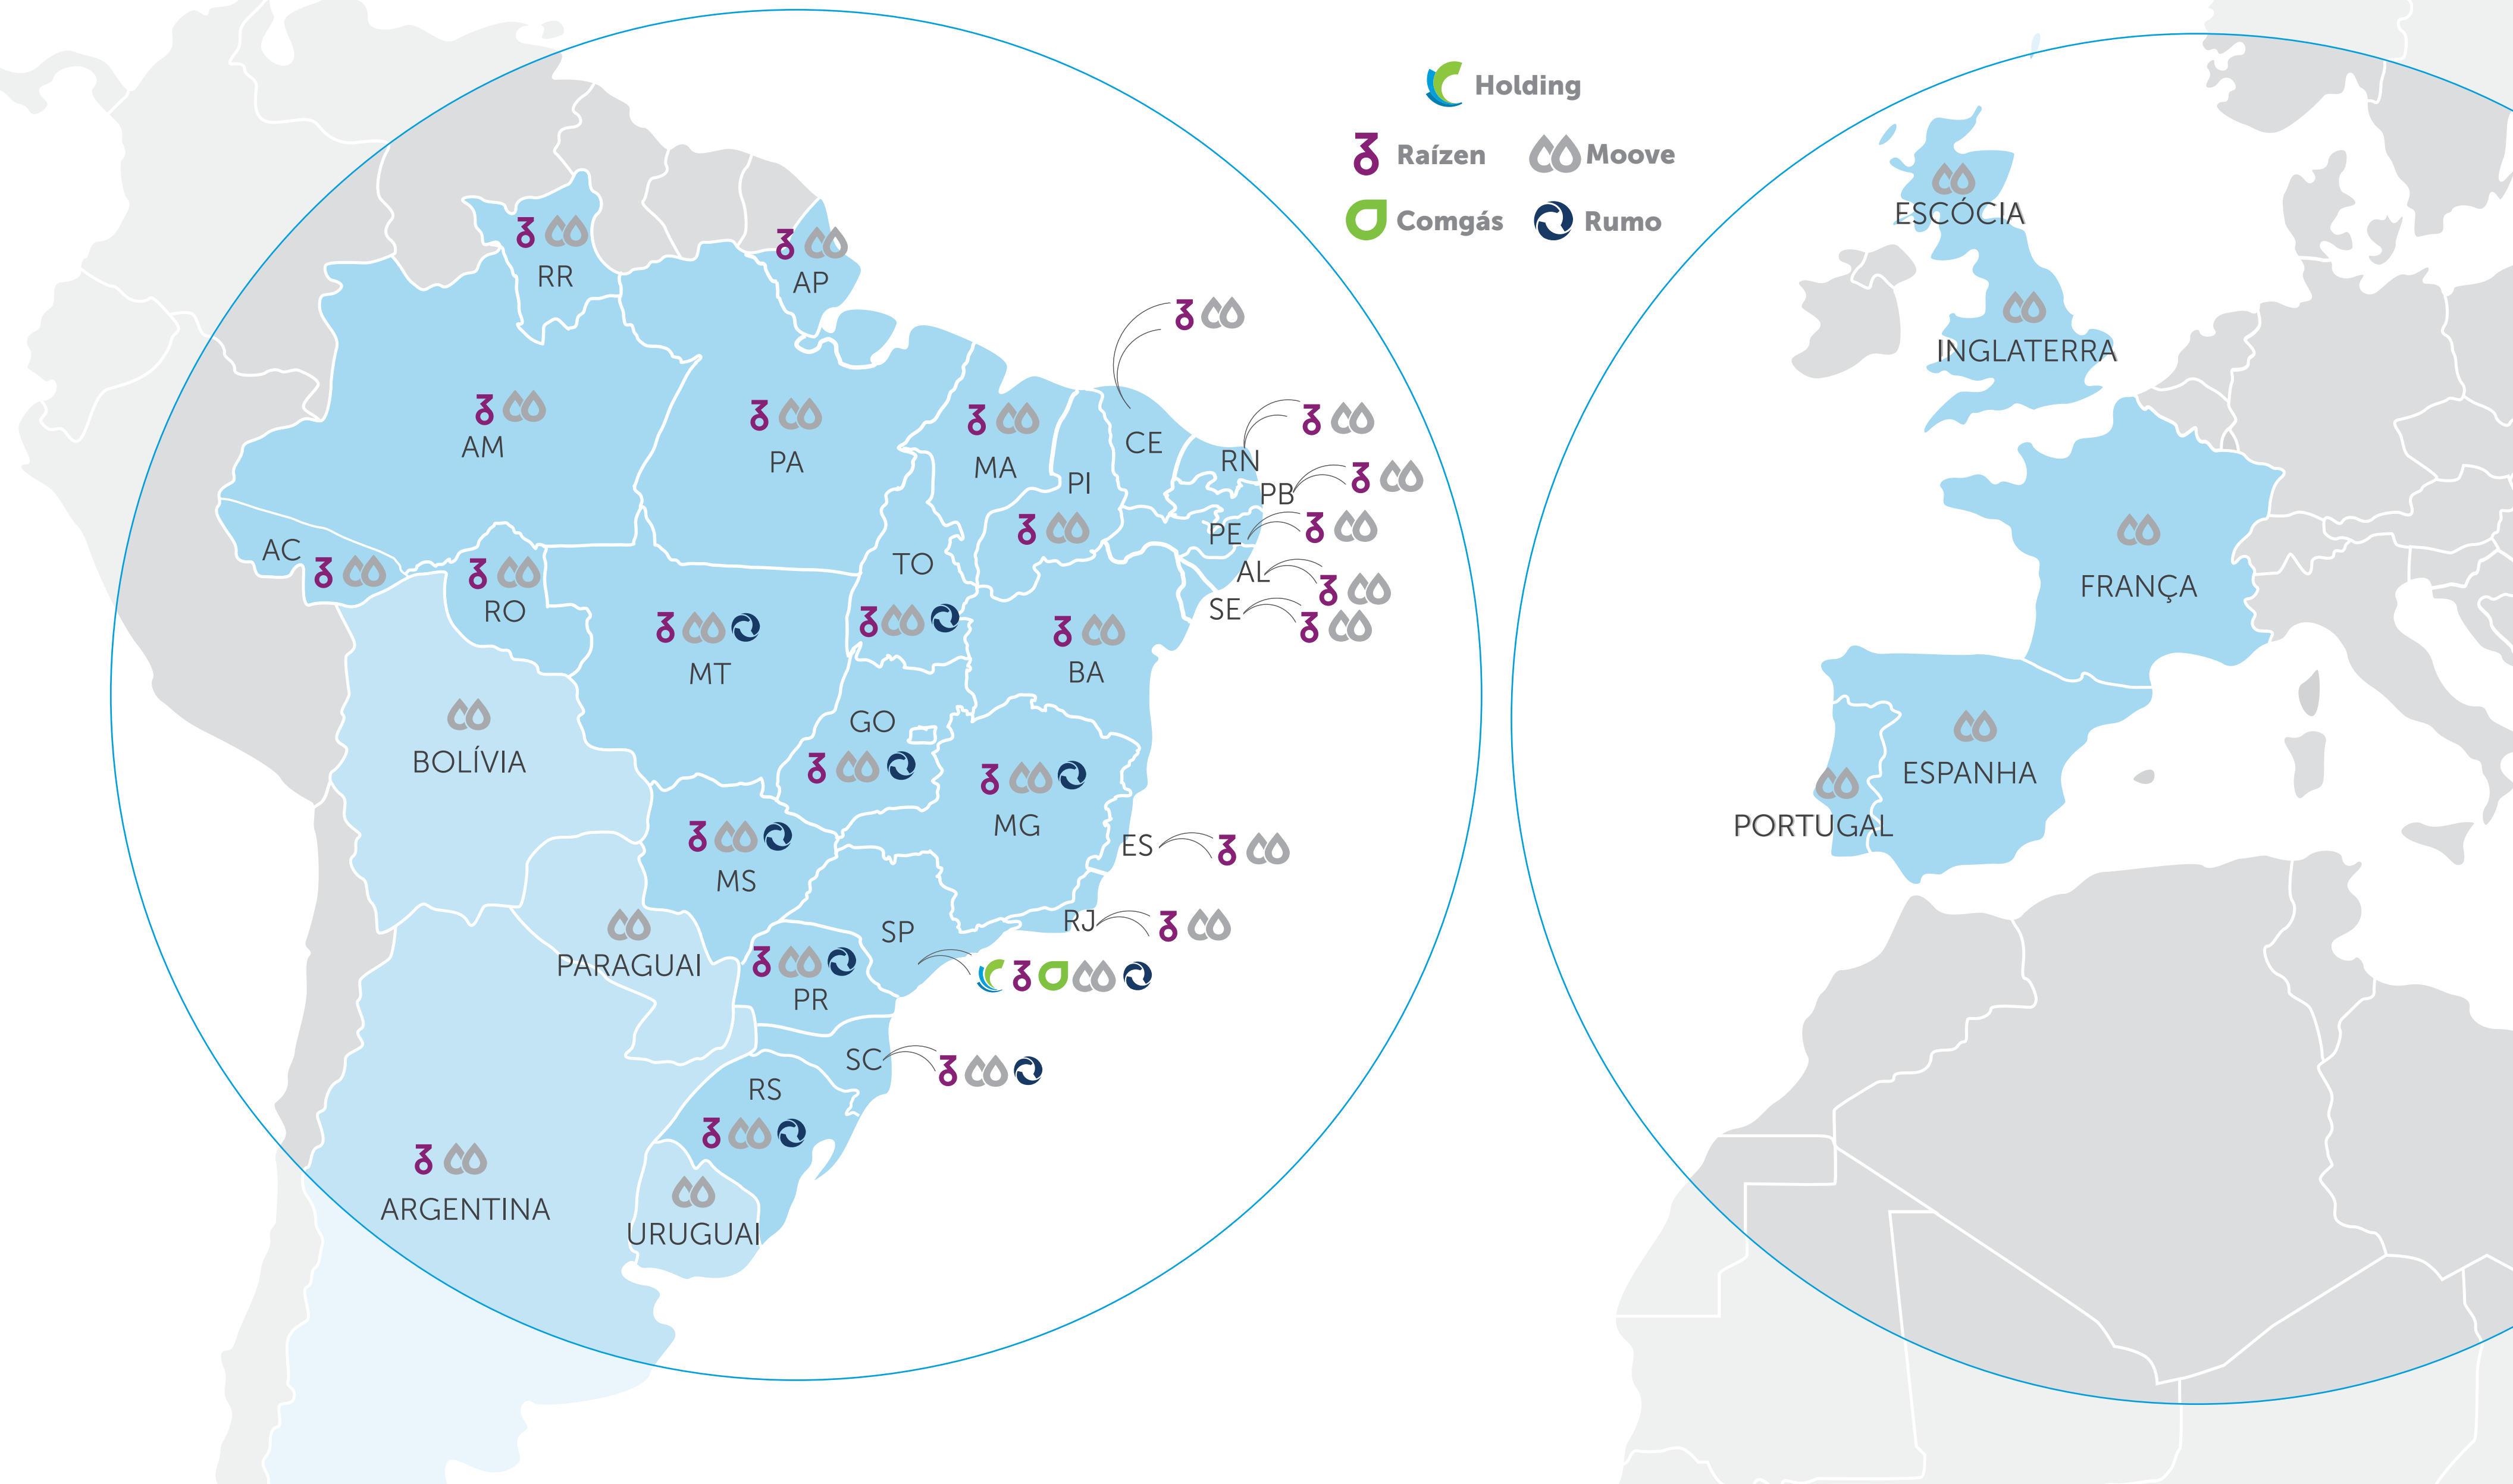 Holding
Raízen
Moove
Comgás
Rumo
RR
AP
AM
PA
MA
PI
CE
RN
PB
PE
AL
SE
AC
RO
TO
MT
BA
GO
BOLÍVIA
MG
ES
MS
RJ
SP
PARAGUAI
PR
SC
RS
ARGENTINA
URUGUAI
ESCÓCIA
INGLATERRA
FRANÇA
ESPANHA
PORTUGAL